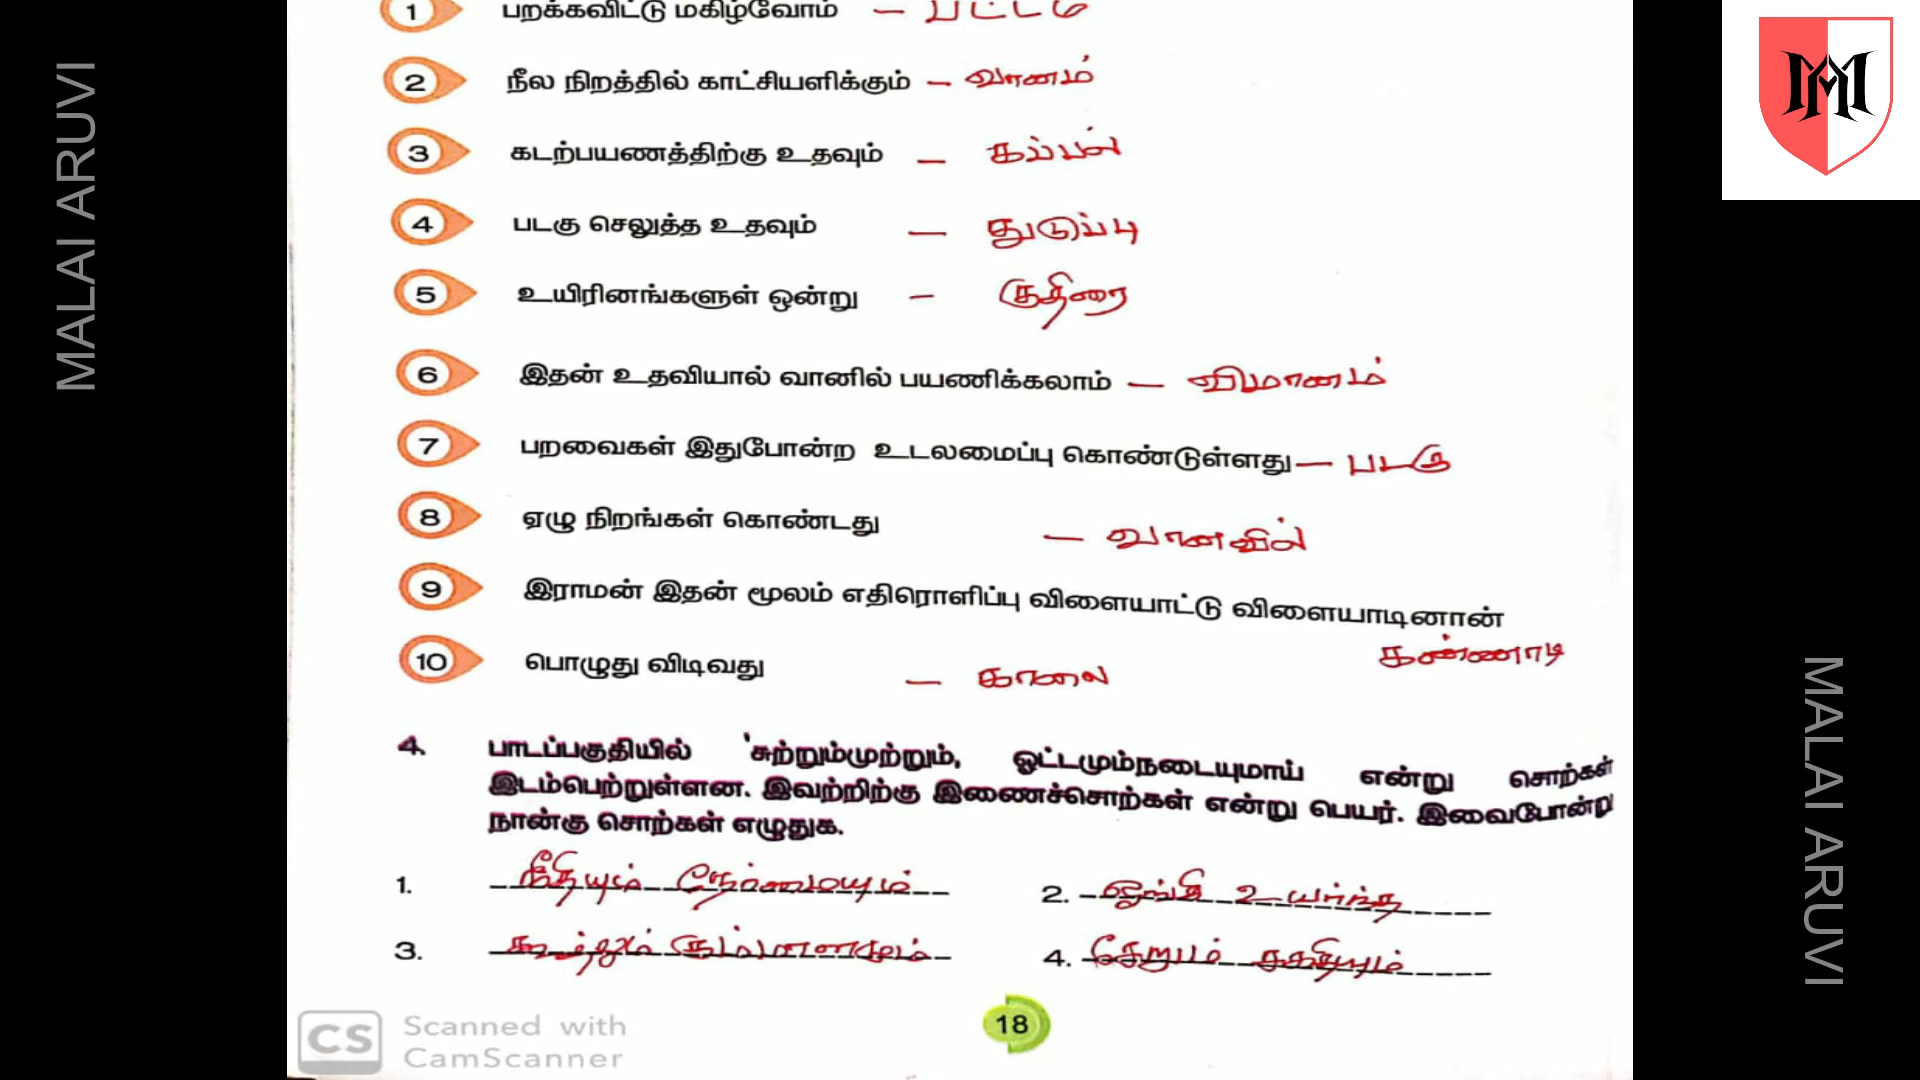 MALAI ARUVI
1 பறக்கவிட்டு மகிழ்வோம் – பட்டம்
2 நீல நிறத்தில் காட்சியளிக்கும் – வானம்
3 கடற்பயணத்திற்கு உதவும் – கப்பல்
4 படகு செலுத்த உதவும் – துடுப்பு
5 உயிரினங்களுள் ஒன்று – குதிரை
6 இதன் உதவியால் வானில் பயணிக்கலாம் – விமானம்
7 பறவைகள் இதுபோன்ற உடலமைப்பு கொண்டுள்ளது – படகு
8 ஏழு நிறங்கள் கொண்டது – வானவில்
9 இராமன் இதன் மூலம் எதிரொளிப்பு விளையாட்டு விளையாடினான்
கண்ணாடி
10 பொழுது விடிவது – காலை
4. பாடப்பகுதியில் 'சுற்றும்முற்றும், ஓட்டமும்நடையுமாய் என்று சொற்கள்
இடம்பெற்றுள்ளன. இவற்றிற்கு இணைச்சொற்கள் என்று பெயர். இவைபோன்று
நான்கு சொற்கள் எழுதுக.
1. நீதியும் நேர்மையும் 2. ஓங்கி உயர்ந்த
3. கூத்தும் கும்மாளமும் 4. சேறும் சகதியும்
18
CS Scanned with
CamScanner
MALAI ARUVI
M